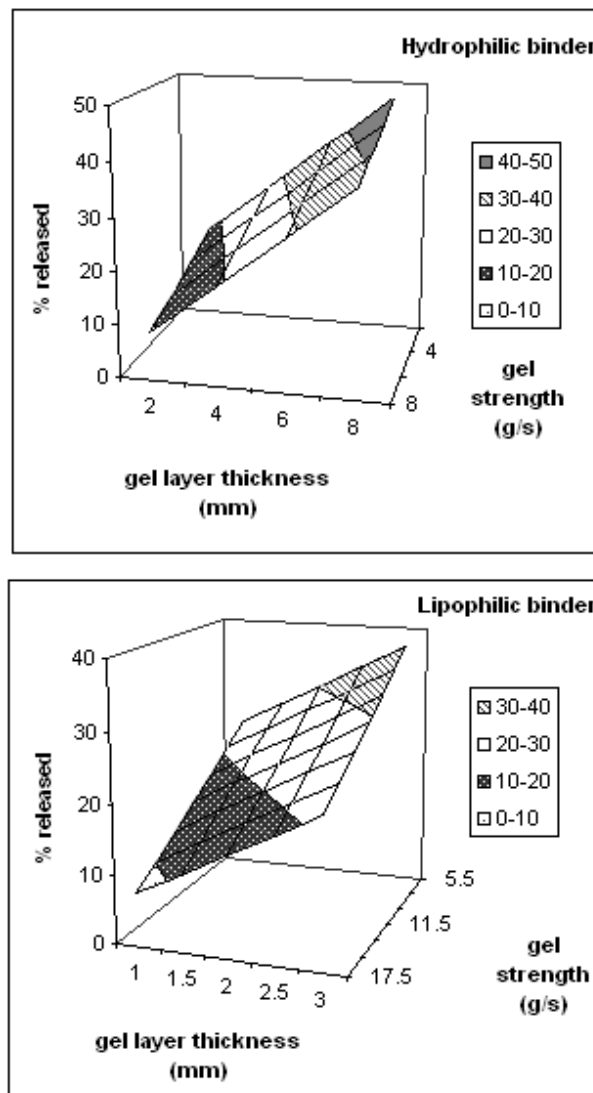 Hydrophilic binder
50
40
30
20
10
0
% released
2
4
6
8
gel layer thickness
(mm)
4
8
gel
strength
(g/s)
40-50
30-40
20-30
10-20
0-10
Lipophilic binder
40
30
20
10
0
% released
1
1.5
2
2.5
3
gel layer thickness
(mm)
5.5
11.5
17.5
gel
strength
(g/s)
30-40
20-30
10-20
0-10